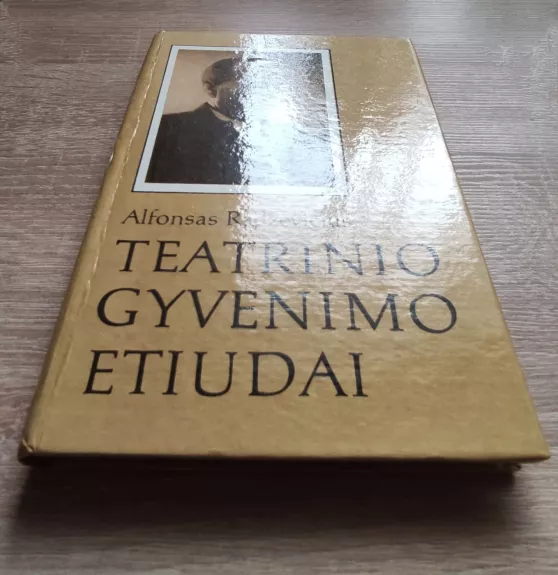 Alfonsas
TEATRINIO
GYVENIMO
ETIUDAI